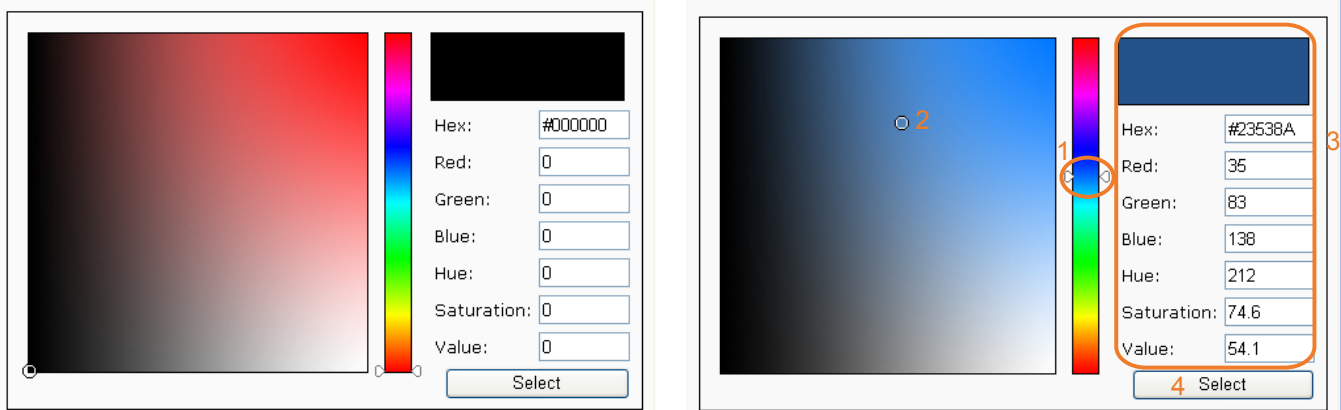 Hex: #000000
Red: 0
Green: 0
Blue: 0
Hue: 0
Saturation: 0
Value: 0
Select
2
1
3
Hex: #23538A
Red: 35
Green: 83
Blue: 138
Hue: 212
Saturation: 74.6
Value: 54.1
4 Select